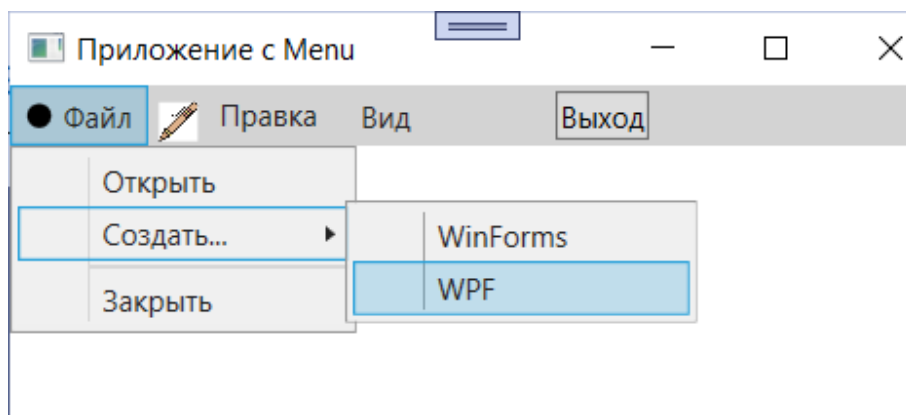 Приложение с Menu
Файл Правка Вид Выход
Открыть
Создать... WinForms
WPF
Закрыть